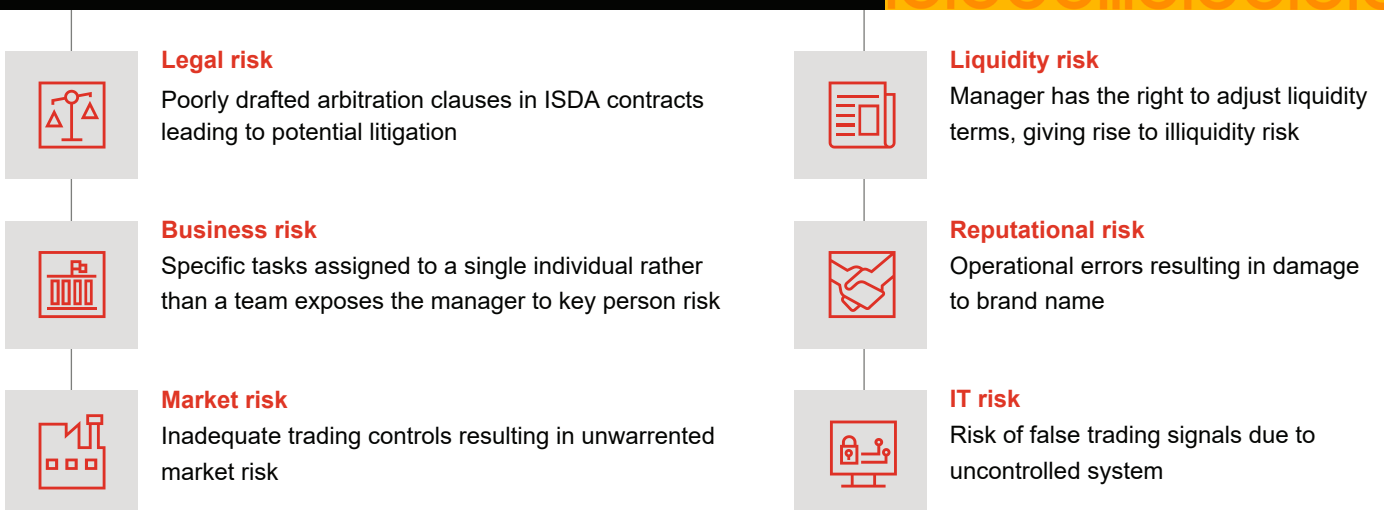 Legal risk
Poorly drafted arbitration clauses in ISDA contracts
leading to potential litigation
Business risk
Specific tasks assigned to a single individual rather
than a team exposes the manager to key person risk
Market risk
Inadequate trading controls resulting in unwarrented
market risk
Liquidity risk
Manager has the right to adjust liquidity
terms, giving rise to illiquidity risk
Reputational risk
Operational errors resulting in damage
to brand name
IT risk
Risk of false trading signals due to
uncontrolled system